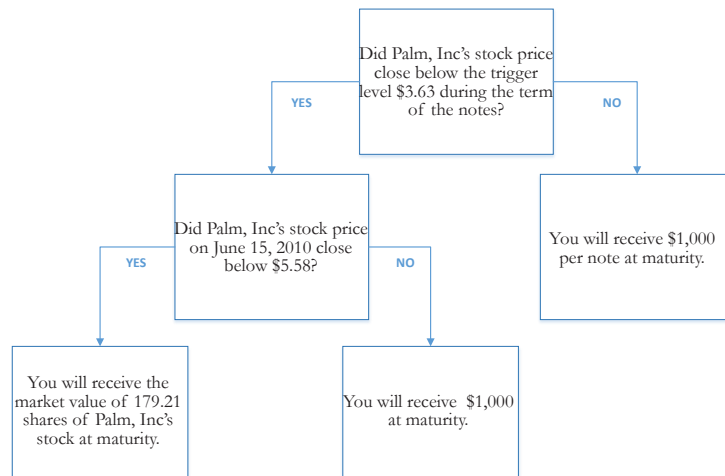 Did Palm, Inc's stock price
close below the trigger
level $3.63 during the term
of the notes?
YES
NO
Did Palm, Inc's stock price
on June 15, 2010 close
below $5.58?
You will receive $1,000
per note at maturity.
YES
NO
You will receive the
market value of 179.21
shares of Palm, Inc's
stock at maturity.
You will receive $1,000
at maturity.